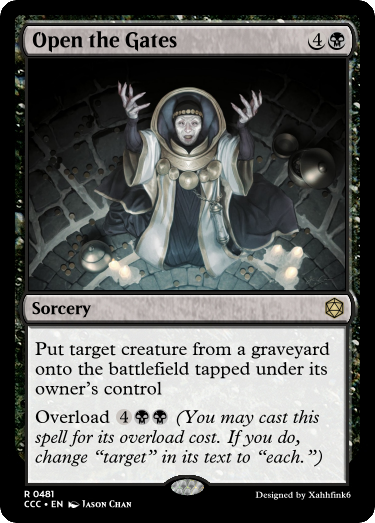 Open the Gates 4
Sorcery
Put target creature from a graveyard
onto the battlefield tapped under its
owner's control
Overload 4 (You may cast this
spell for its overload cost. If you do,
change “target” in its text to “each.”)
R 0481
CCC • EN Jason Chan
Designed by Xahhfink6